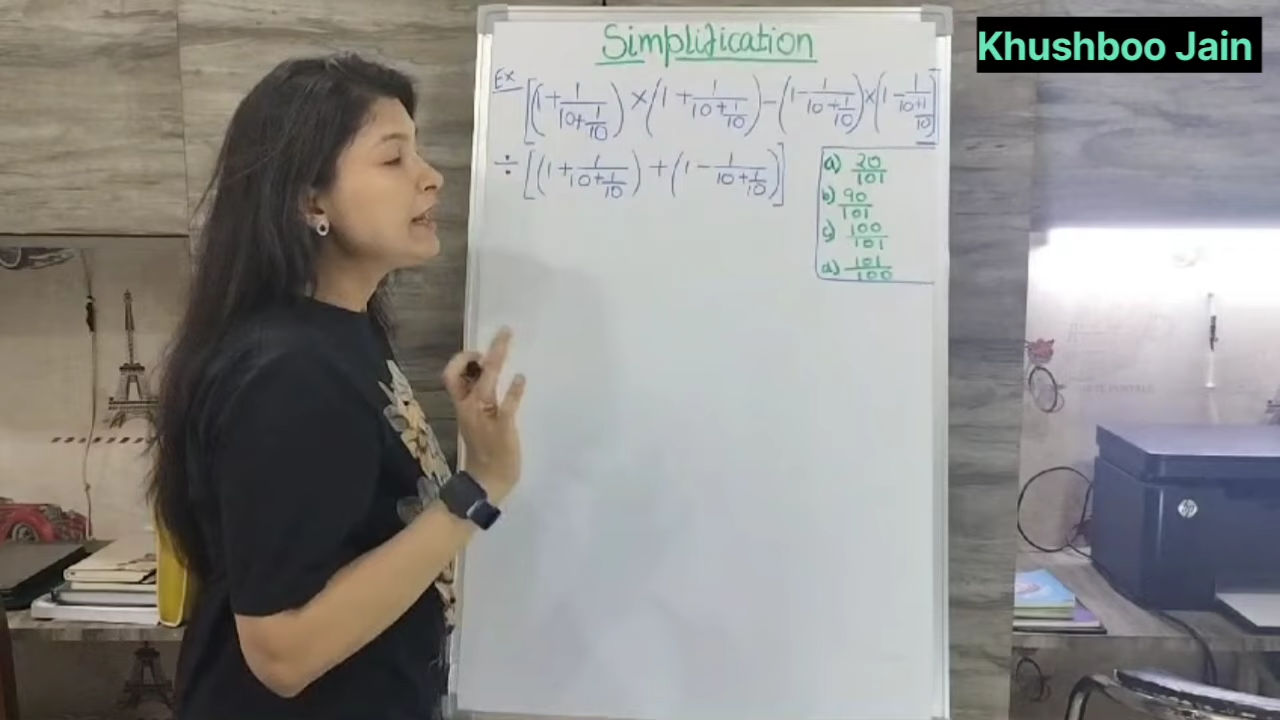 Khushboo Jain
Simplification
Ex [(1+1/(10+1/10))×(1+1/(10+1/10))-(1-1/(10+1/10))×(1-1/(10+1/10))]
÷[(1+1/(10+1/10))+(1-1/(10+1/10))]
a) 20/101
b) 90/101
c) 100/101
d) 101/100
hp